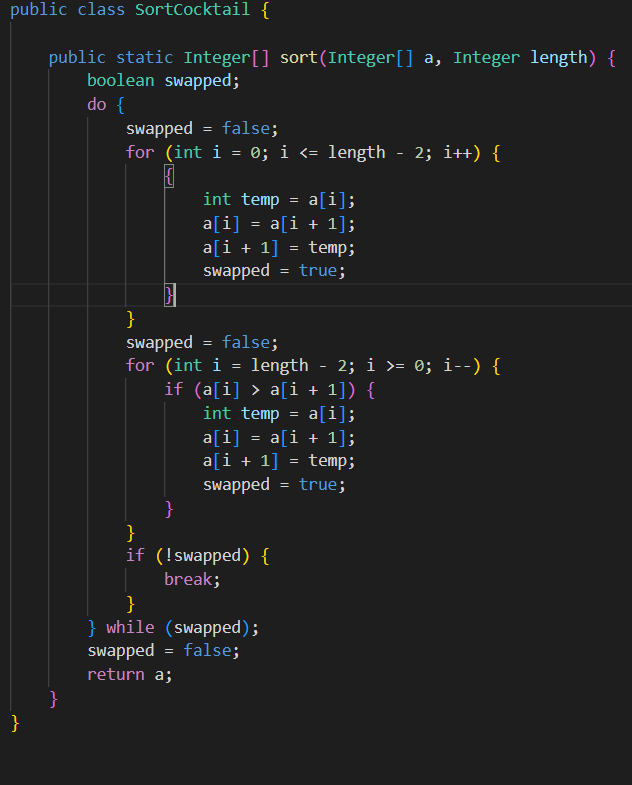 public class SortCocktail {
public static Integer[] sort(Integer[] a, Integer length) {
boolean swapped;
do {
swapped = false;
for (int i = 0; i <= length - 2; i++) {
{
int temp = a[i];
a[i] = a[i + 1];
a[i + 1] = temp;
swapped = true;
}
}
swapped = false;
for (int i = length - 2; i >= 0; i--) {
if (a[i] > a[i + 1]) {
int temp = a[i];
a[i] = a[i + 1];
a[i + 1] = temp;
swapped = true;
}
}
if (!swapped) {
break;
}
} while (swapped);
swapped = false;
return a;
}
}